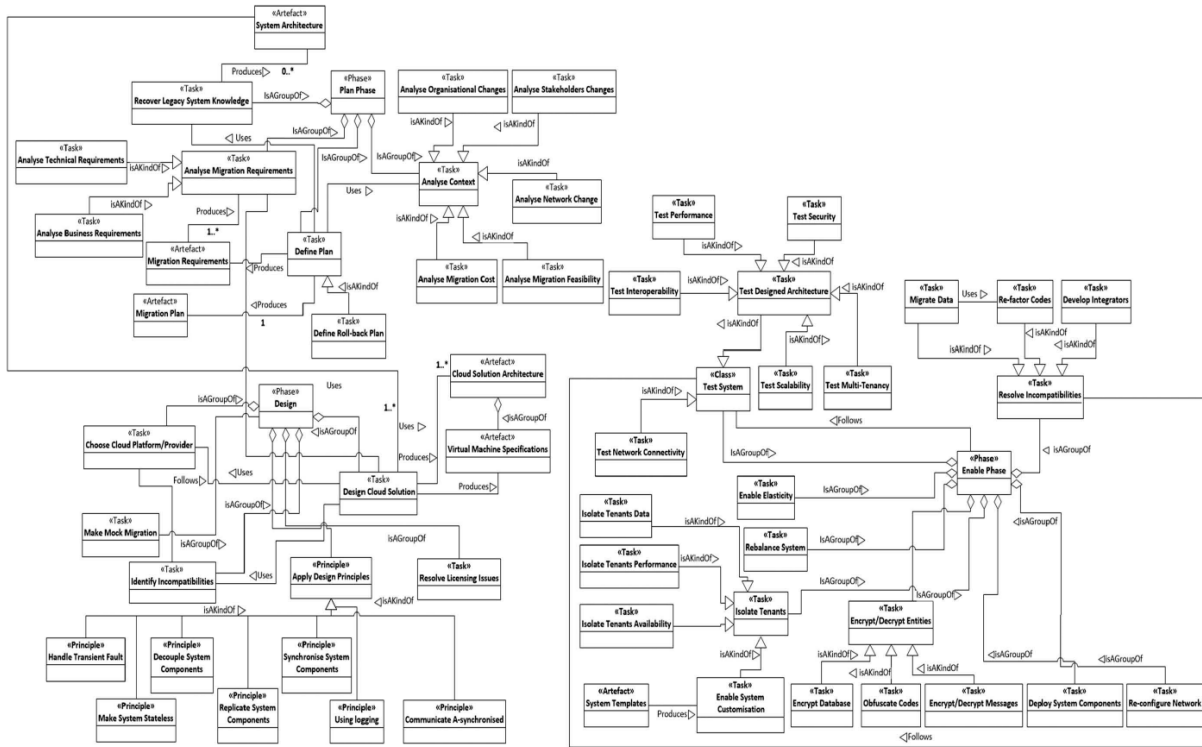 «Artefact»
System Architecture
Produces▷
0..*
«Task»
Recover Legacy System Knowledge
IsAGroupOf ▷
«Phase»
Plan Phase
«Task»
Analyse Organisational Changes
«Task»
Analyse Stakeholders Changes
isAKindOf ▷
◁ isAKindOf
IsAGroupOf▷
◁ Uses
IsAGroupOf▷
IsAGroupOf▷
«Task»
Analyse Technical Requirements
isAKindOf ▷
«Task»
Analyse Migration Requirements
«Task»
Analyse Context
isAKindOf
Uses ▷
«Task»
Analyse Network Change
isAKindOf ▷
Produces▷
1..*
«Task»
Analyse Business Requirements
«Artefact»
Migration Requirements
«Task»
Define Plan
isAKindOf ▷
◁isAKindOf
◁Produces
«Task»
Analyse Migration Cost
«Task»
Analyse Migration Feasibility
◁isAKindOf
«Artefact»
Migration Plan
◁Produces
1
«Task»
Define Roll-back Plan
«Task»
Test Performance
«Task»
Test Security
isAKindOf▷
◁isAKindOf
«Task»
Test Interoperability
isAKindOf▷
«Task»
Test Designed Architecture
◁isAKindOf
◁isAKindOf
isAKindOf▷
«Task»
Migrate Data
Uses ▷
«Task»
Re-factor Codes
«Task»
Develop Integrators
isAKindOf ▷
◁ isAKindOf
◁ isAKindOf
«Class»
Test System
isAKindOf▷
«Task»
Test Scalability
«Task»
Test Multi-Tenancy
«Task»
Resolve Incompatibilities
«Task»
Test Network Connectivity
◁Follows
IsAGroupOf▷
◁isAGroupOf
1..*
«Artefact»
Cloud Solution Architecture
«Phase»
Design
Uses
isAGroupOf▷
1..*
◁isAGroupOf
◁isAGroupOf
«Task»
Choose Cloud Platform/Provider
Uses ▷
«Artefact»
Virtual Machine Specifications
Produces▷
Follows▷
◁Uses
«Task»
Design Cloud Solution
Produces▷
isAGroupOf▷
«Task»
Make Mock Migration
isAGroupOf▷
◁isAGroupOf
isAGroupOf
«Task»
Identify Incompatibilities
◁Uses
«Principle»
Apply Design Principles
«Task»
Resolve Licensing Issues
isAKindOf ▷
◁isAKindOf
«Principle»
Handle Transient Fault
«Principle»
Decouple System
Components
«Principle»
Synchronise System
Components
«Principle»
Make System Stateless
«Principle»
Replicate System
Components
«Principle»
Using logging
«Principle»
Communicate A-synchronised
«Phase»
Enable Phase
«Task»
Enable Elasticity
IsAGroupOf▷
«Task»
Isolate Tenants Data
isAKindOf▷
«Task»
Rebalance System
IsAGroupOf▷
◁isAGroupOf
«Task»
Isolate Tenants Performance
isAKindOf▷
«Task»
Isolate Tenants
IsAGroupOf▷
IsAGroupOf▷
«Task»
Isolate Tenants Availability
isAKindOf▷
isAKindOf▷
«Task»
Encrypt/Decrypt Entities
IsAGroupOf▷
◁isAGroupOf
isAKindOf▷
◁isAKindOf
◁isAKindOf
«Artefact»
System Templates
Produces▷
«Task»
Enable System
Customisation
«Task»
Encrypt Database
«Task»
Obfuscate Codes
«Task»
Encrypt/Decrypt Messages
«Task»
Deploy System Components
«Task»
Re-configure Network
◁Follows